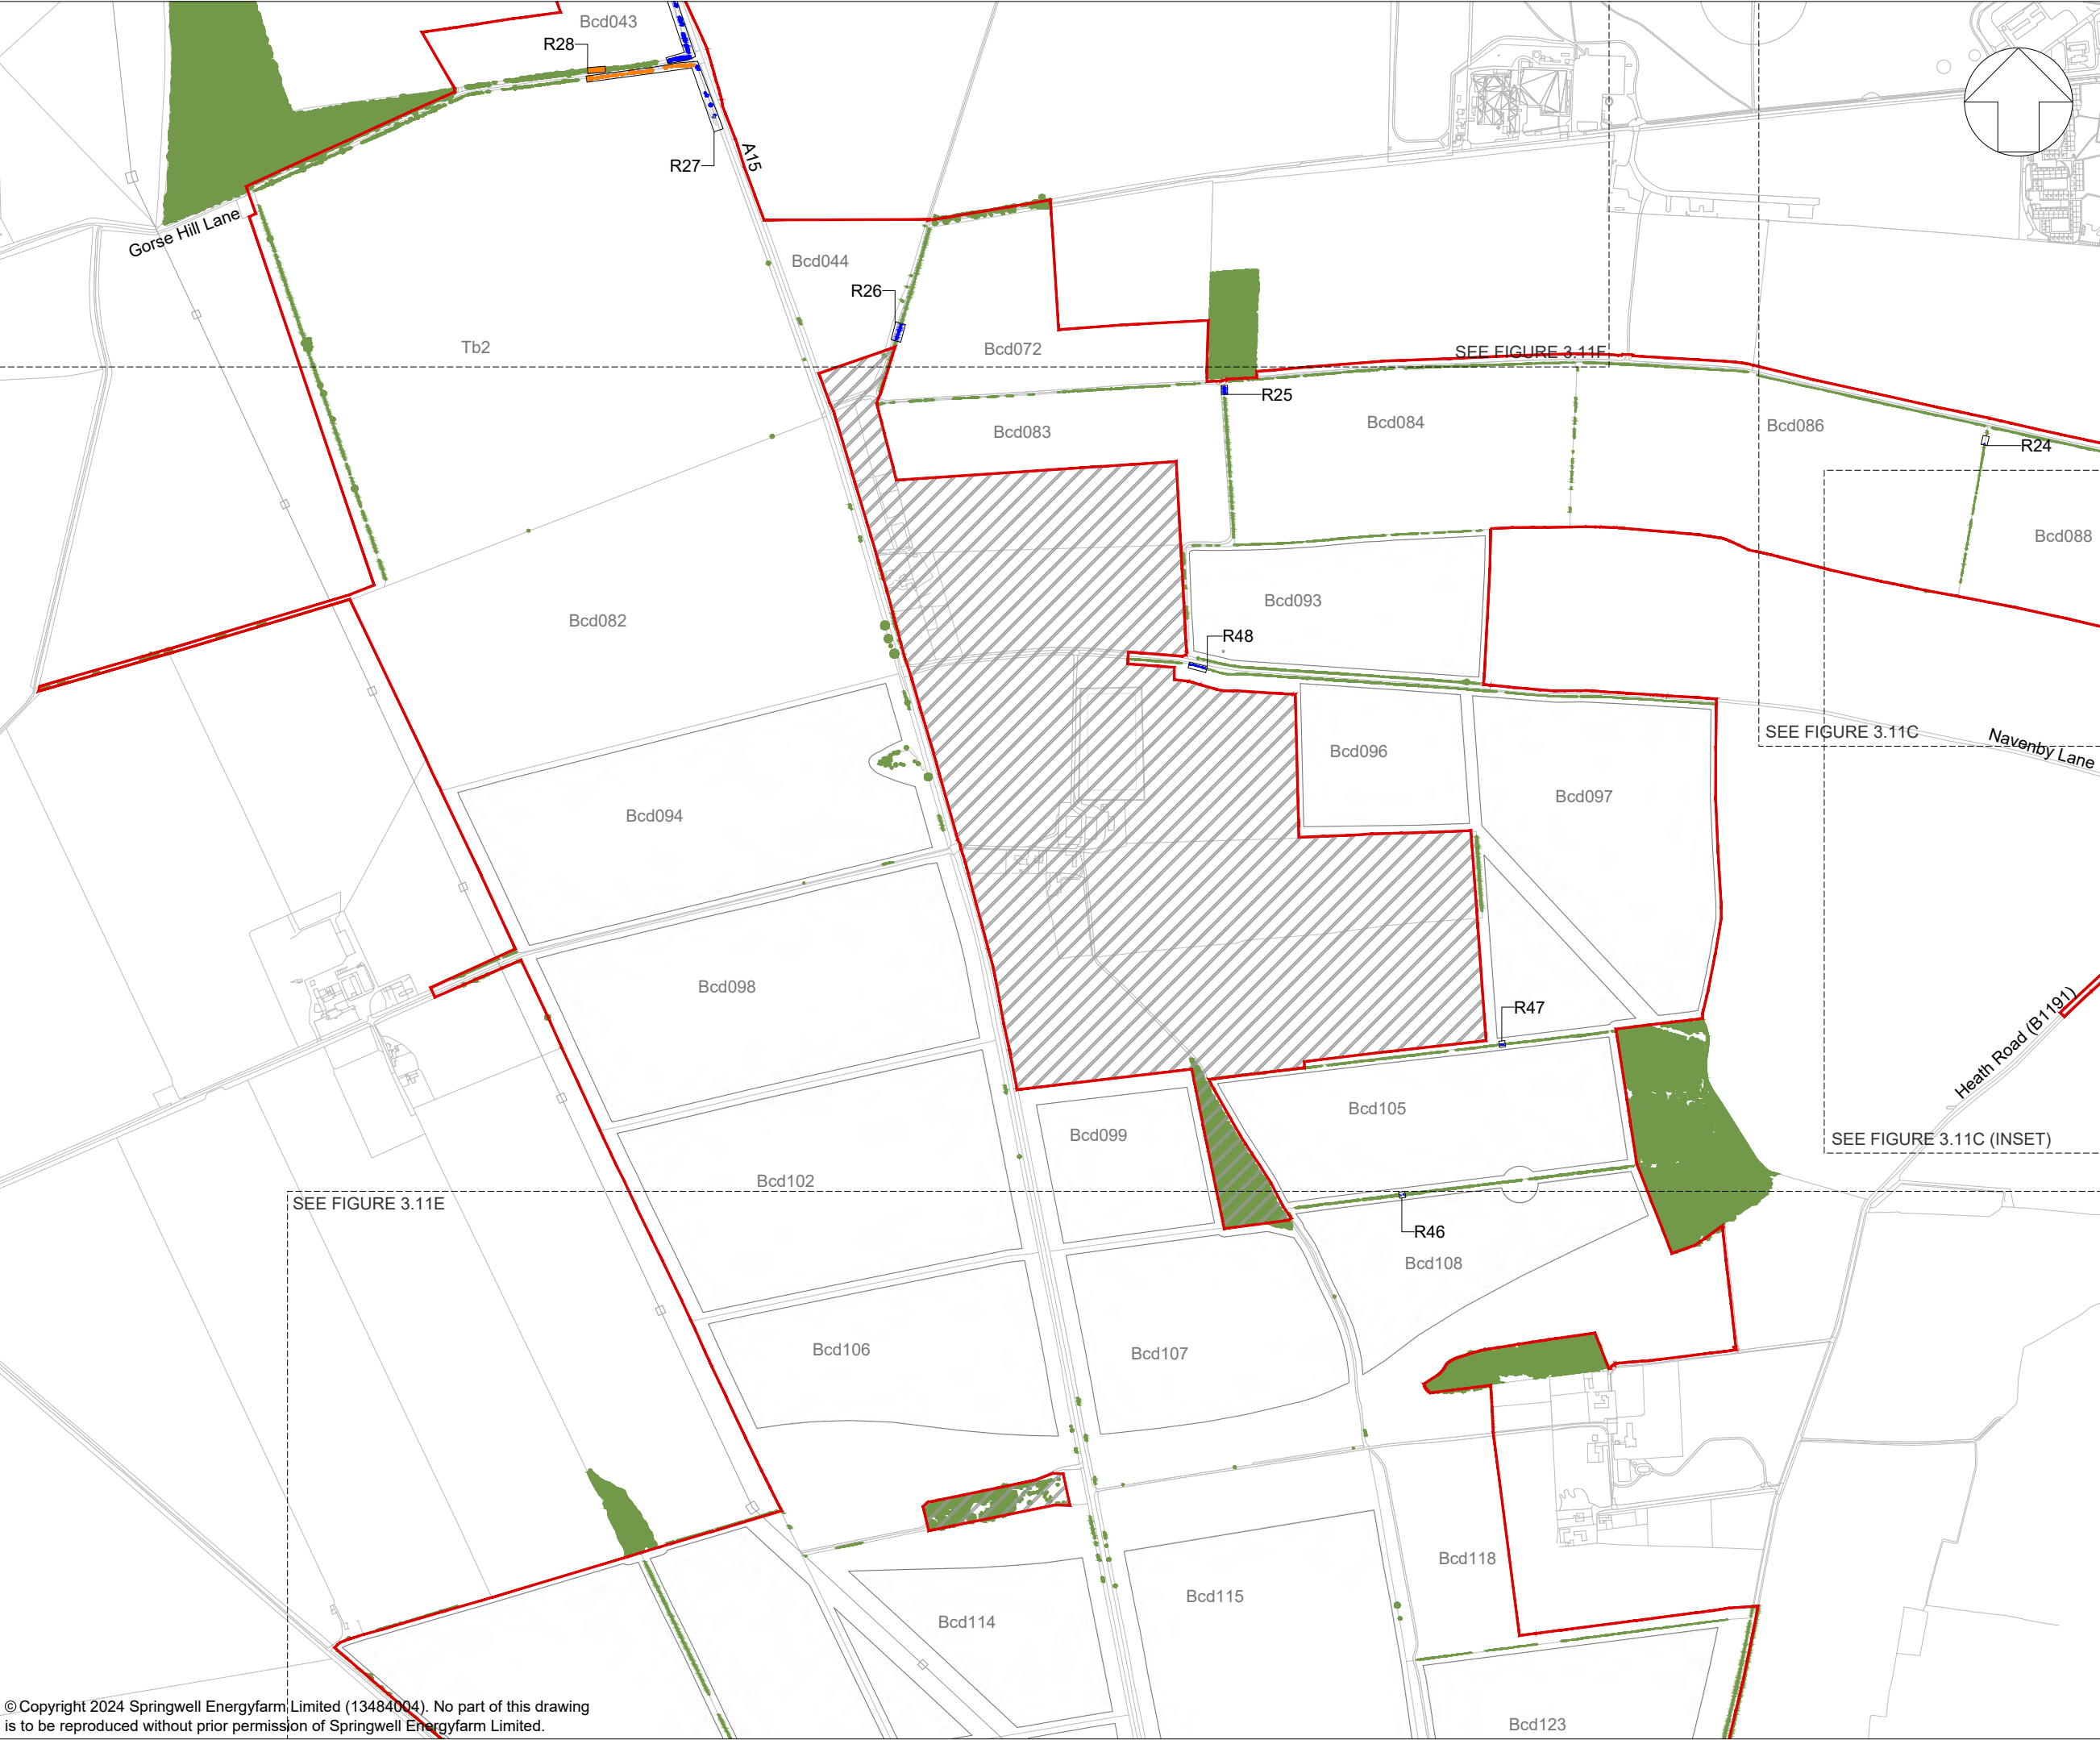 Bcd043
R28
R27
A15
Gorse Hill Lane
Bcd044
R26
Tb2
Bcd072
SEE FIGURE 3.11F
R25
Bcd083
Bcd084
Bcd086
R24
Bcd088
Bcd082
Bcd093
R48
SEE FIGURE 3.11C
Navenby Lane
Bcd096
Bcd097
Bcd094
Bcd098
R47
Heath Road (B1191)
Bcd105
Bcd099
SEE FIGURE 3.11C (INSET)
Bcd102
SEE FIGURE 3.11E
R46
Bcd108
Bcd106
Bcd107
Bcd118
Bcd115
Bcd114
Bcd123
© Copyright 2024 Springwell Energyfarm Limited (13484004). No part of this drawing
is to be reproduced without prior permission of Springwell Energyfarm Limited.